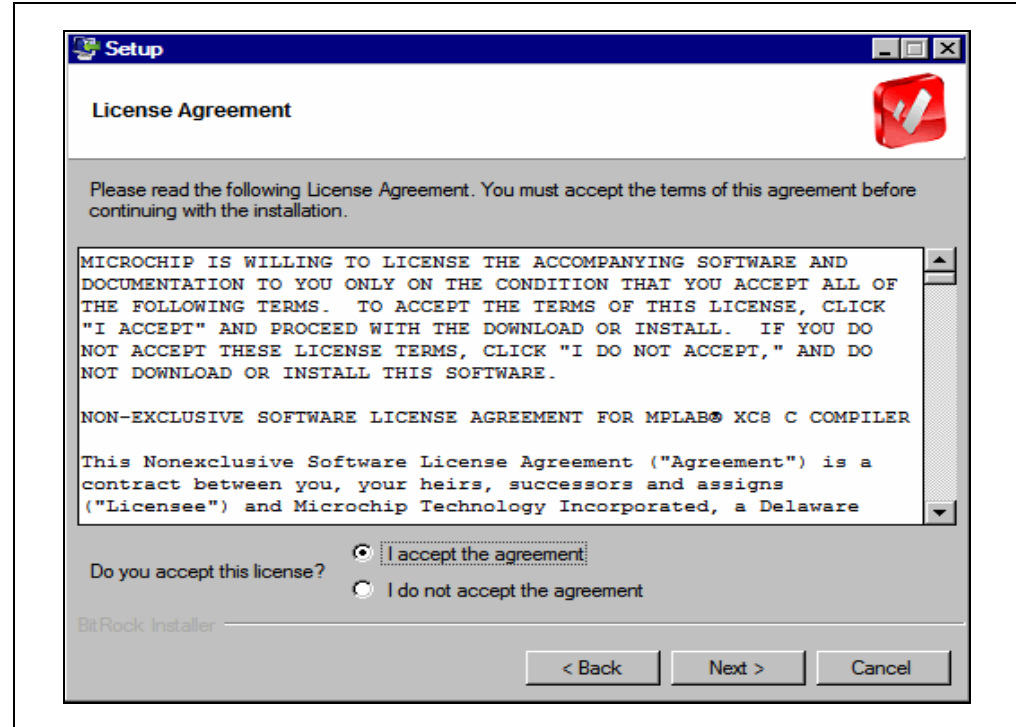 Setup
License Agreement
Please read the following License Agreement. You must accept the terms of this agreement before
continuing with the installation.
MICROCHIP IS WILLING TO LICENSE THE ACCOMPANYING SOFTWARE AND
DOCUMENTATION TO YOU ONLY ON THE CONDITION THAT YOU ACCEPT ALL OF
THE FOLLOWING TERMS.  TO ACCEPT THE TERMS OF THIS LICENSE, CLICK
"I ACCEPT" AND PROCEED WITH THE DOWNLOAD OR INSTALL.  IF YOU DO
NOT ACCEPT THESE LICENSE TERMS, CLICK "I DO NOT ACCEPT," AND DO
NOT DOWNLOAD OR INSTALL THIS SOFTWARE.
NON-EXCLUSIVE SOFTWARE LICENSE AGREEMENT FOR MPLAB® XC8 C COMPILER
This Nonexclusive Software License Agreement ("Agreement") is a
contract between you, your heirs, successors and assigns
("Licensee") and Microchip Technology Incorporated, a Delaware
Do you accept this license?
I accept the agreement
I do not accept the agreement
BitRock Installer
< Back
Next >
Cancel